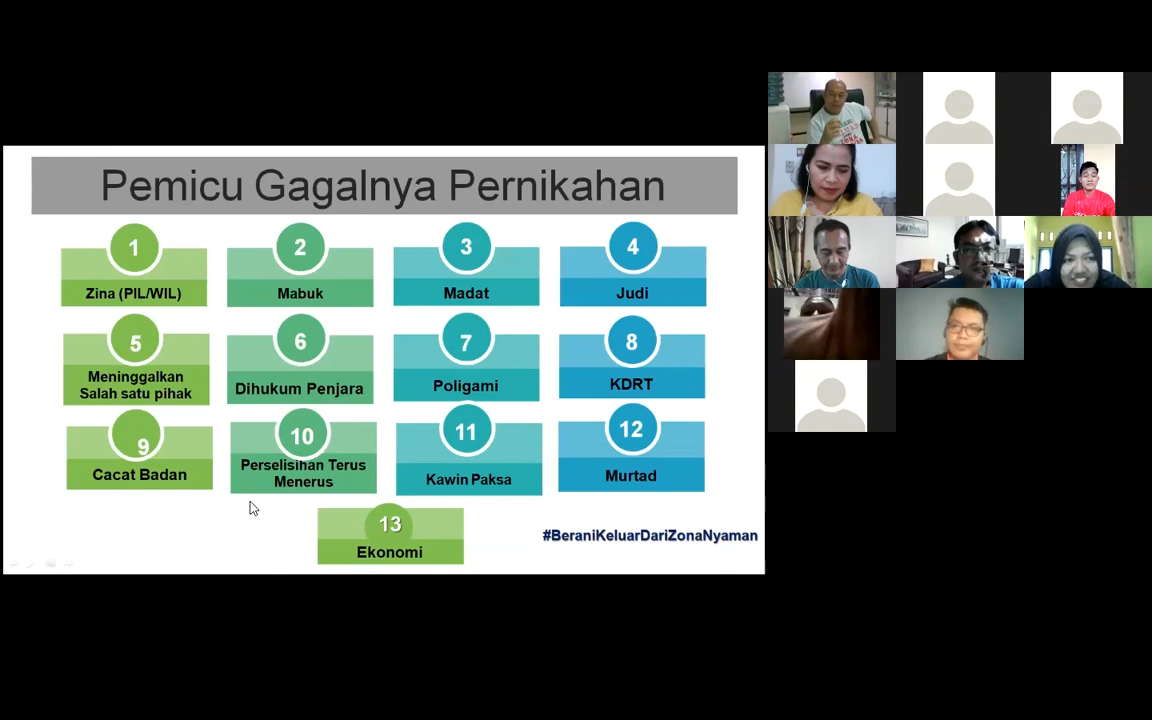 Pemicu Gagalnya Pernikahan
1
Zina (PIL/WIL)
2
Mabuk
3
Madat
4
Judi
5
Meninggalkan
Salah satu pihak
6
Dihukum Penjara
7
Poligami
8
KDRT
9
Cacat Badan
10
Perselisihan Terus
Menerus
11
Kawin Paksa
12
Murtad
13
Ekonomi
#BeraniKeluarDariZonaNyaman